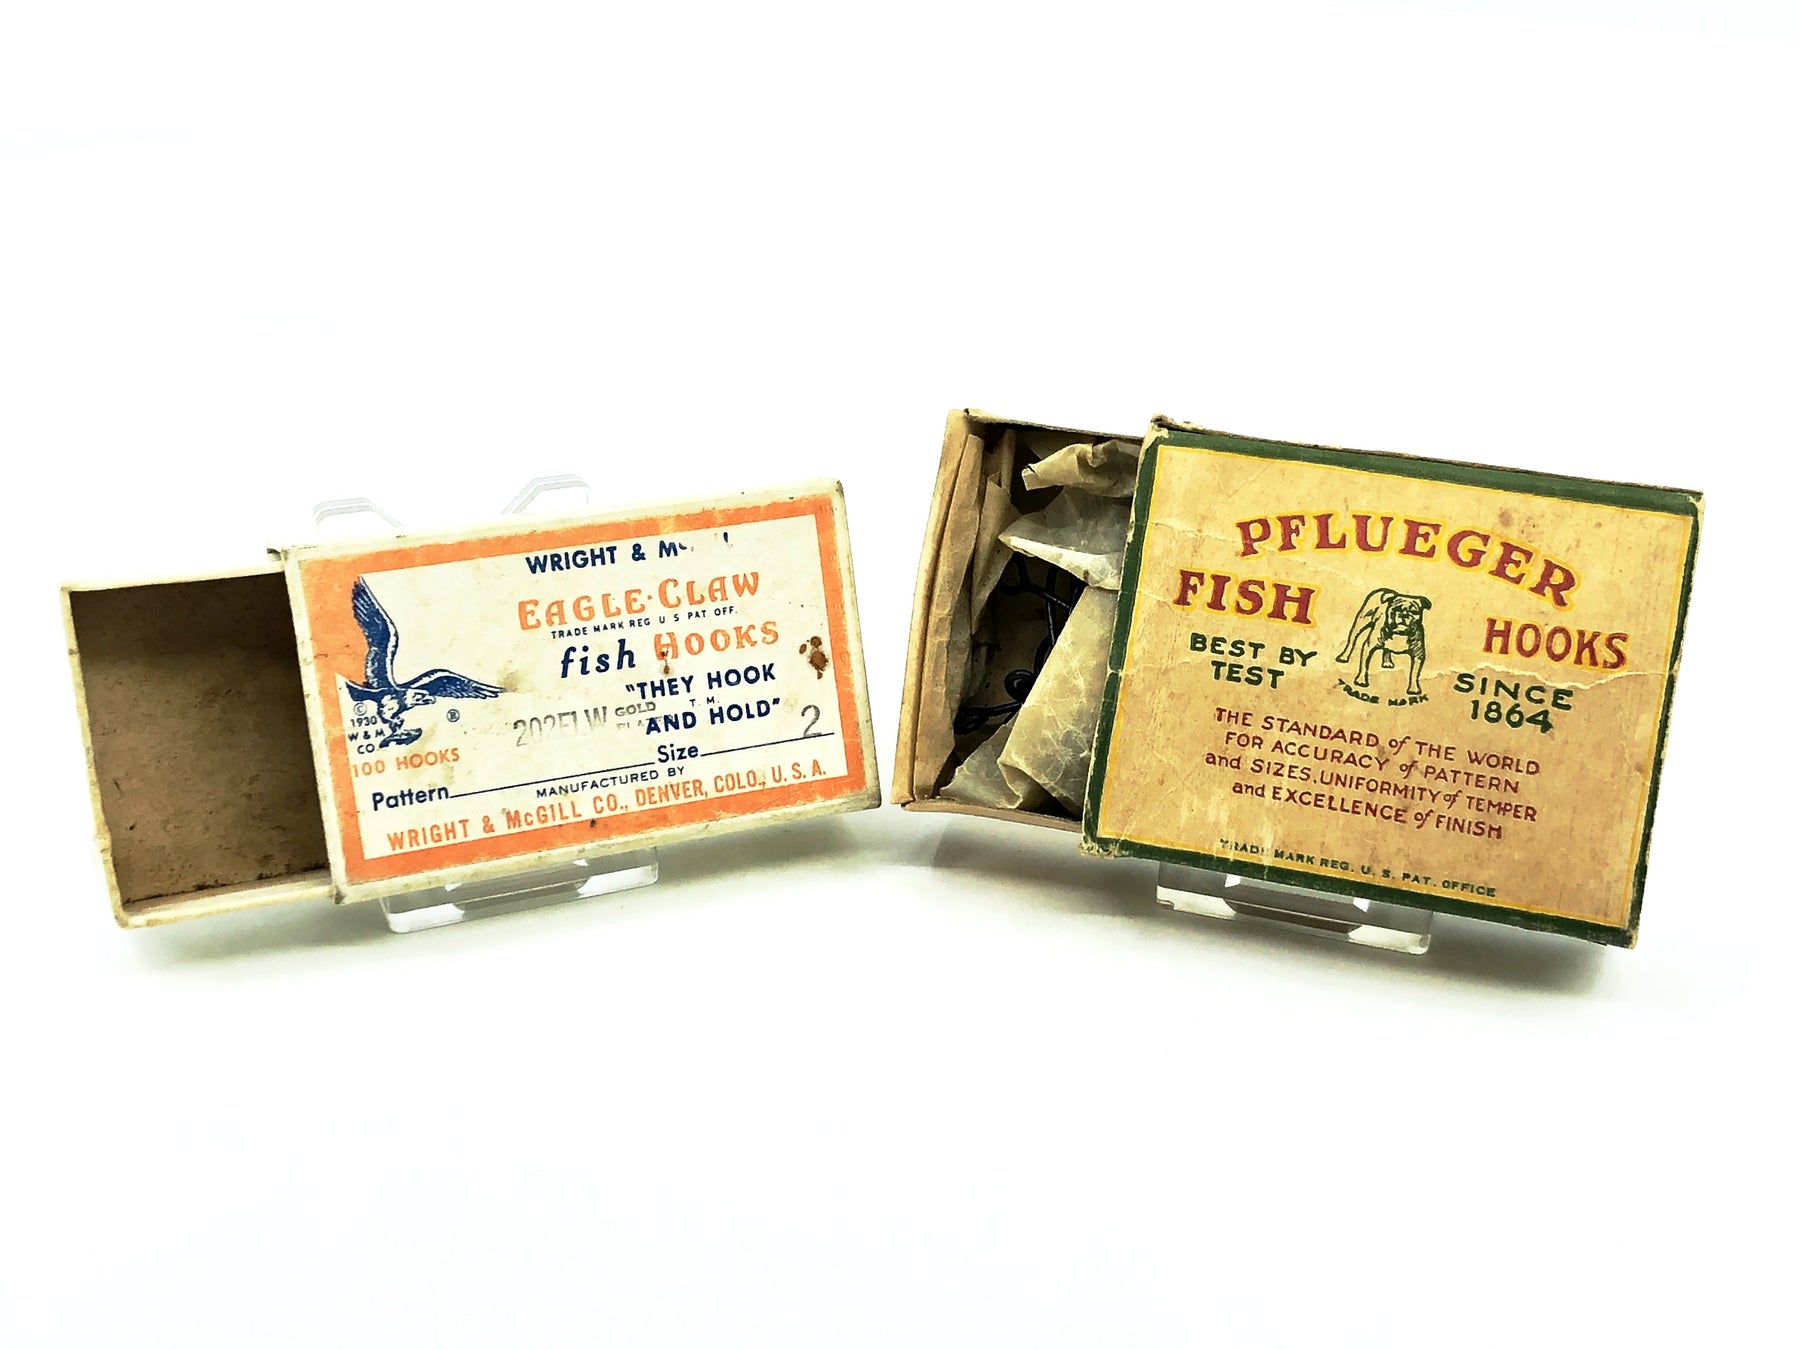 WRIGHT & M
EAGLE-CLAW
TRADE MARK REG U S PAT. OFF.
fish HOOKS
"THEY HOOK
T. M.
AND HOLD"
©
1930
W & M
CO.
®
100 HOOKS
GOLD
Pattern
Size 2
MANUFACTURED BY
WRIGHT & McGILL CO., DENVER, COLO., U. S. A.
PFLUEGER
FISH HOOKS
BEST BY
TEST
TRADE MARK
SINCE
1864
THE STANDARD of THE WORLD
FOR ACCURACY of PATTERN
and SIZES, UNIFORMITY of TEMPER
and EXCELLENCE of FINISH
TRADE MARK REG. U. S. PAT. OFFICE